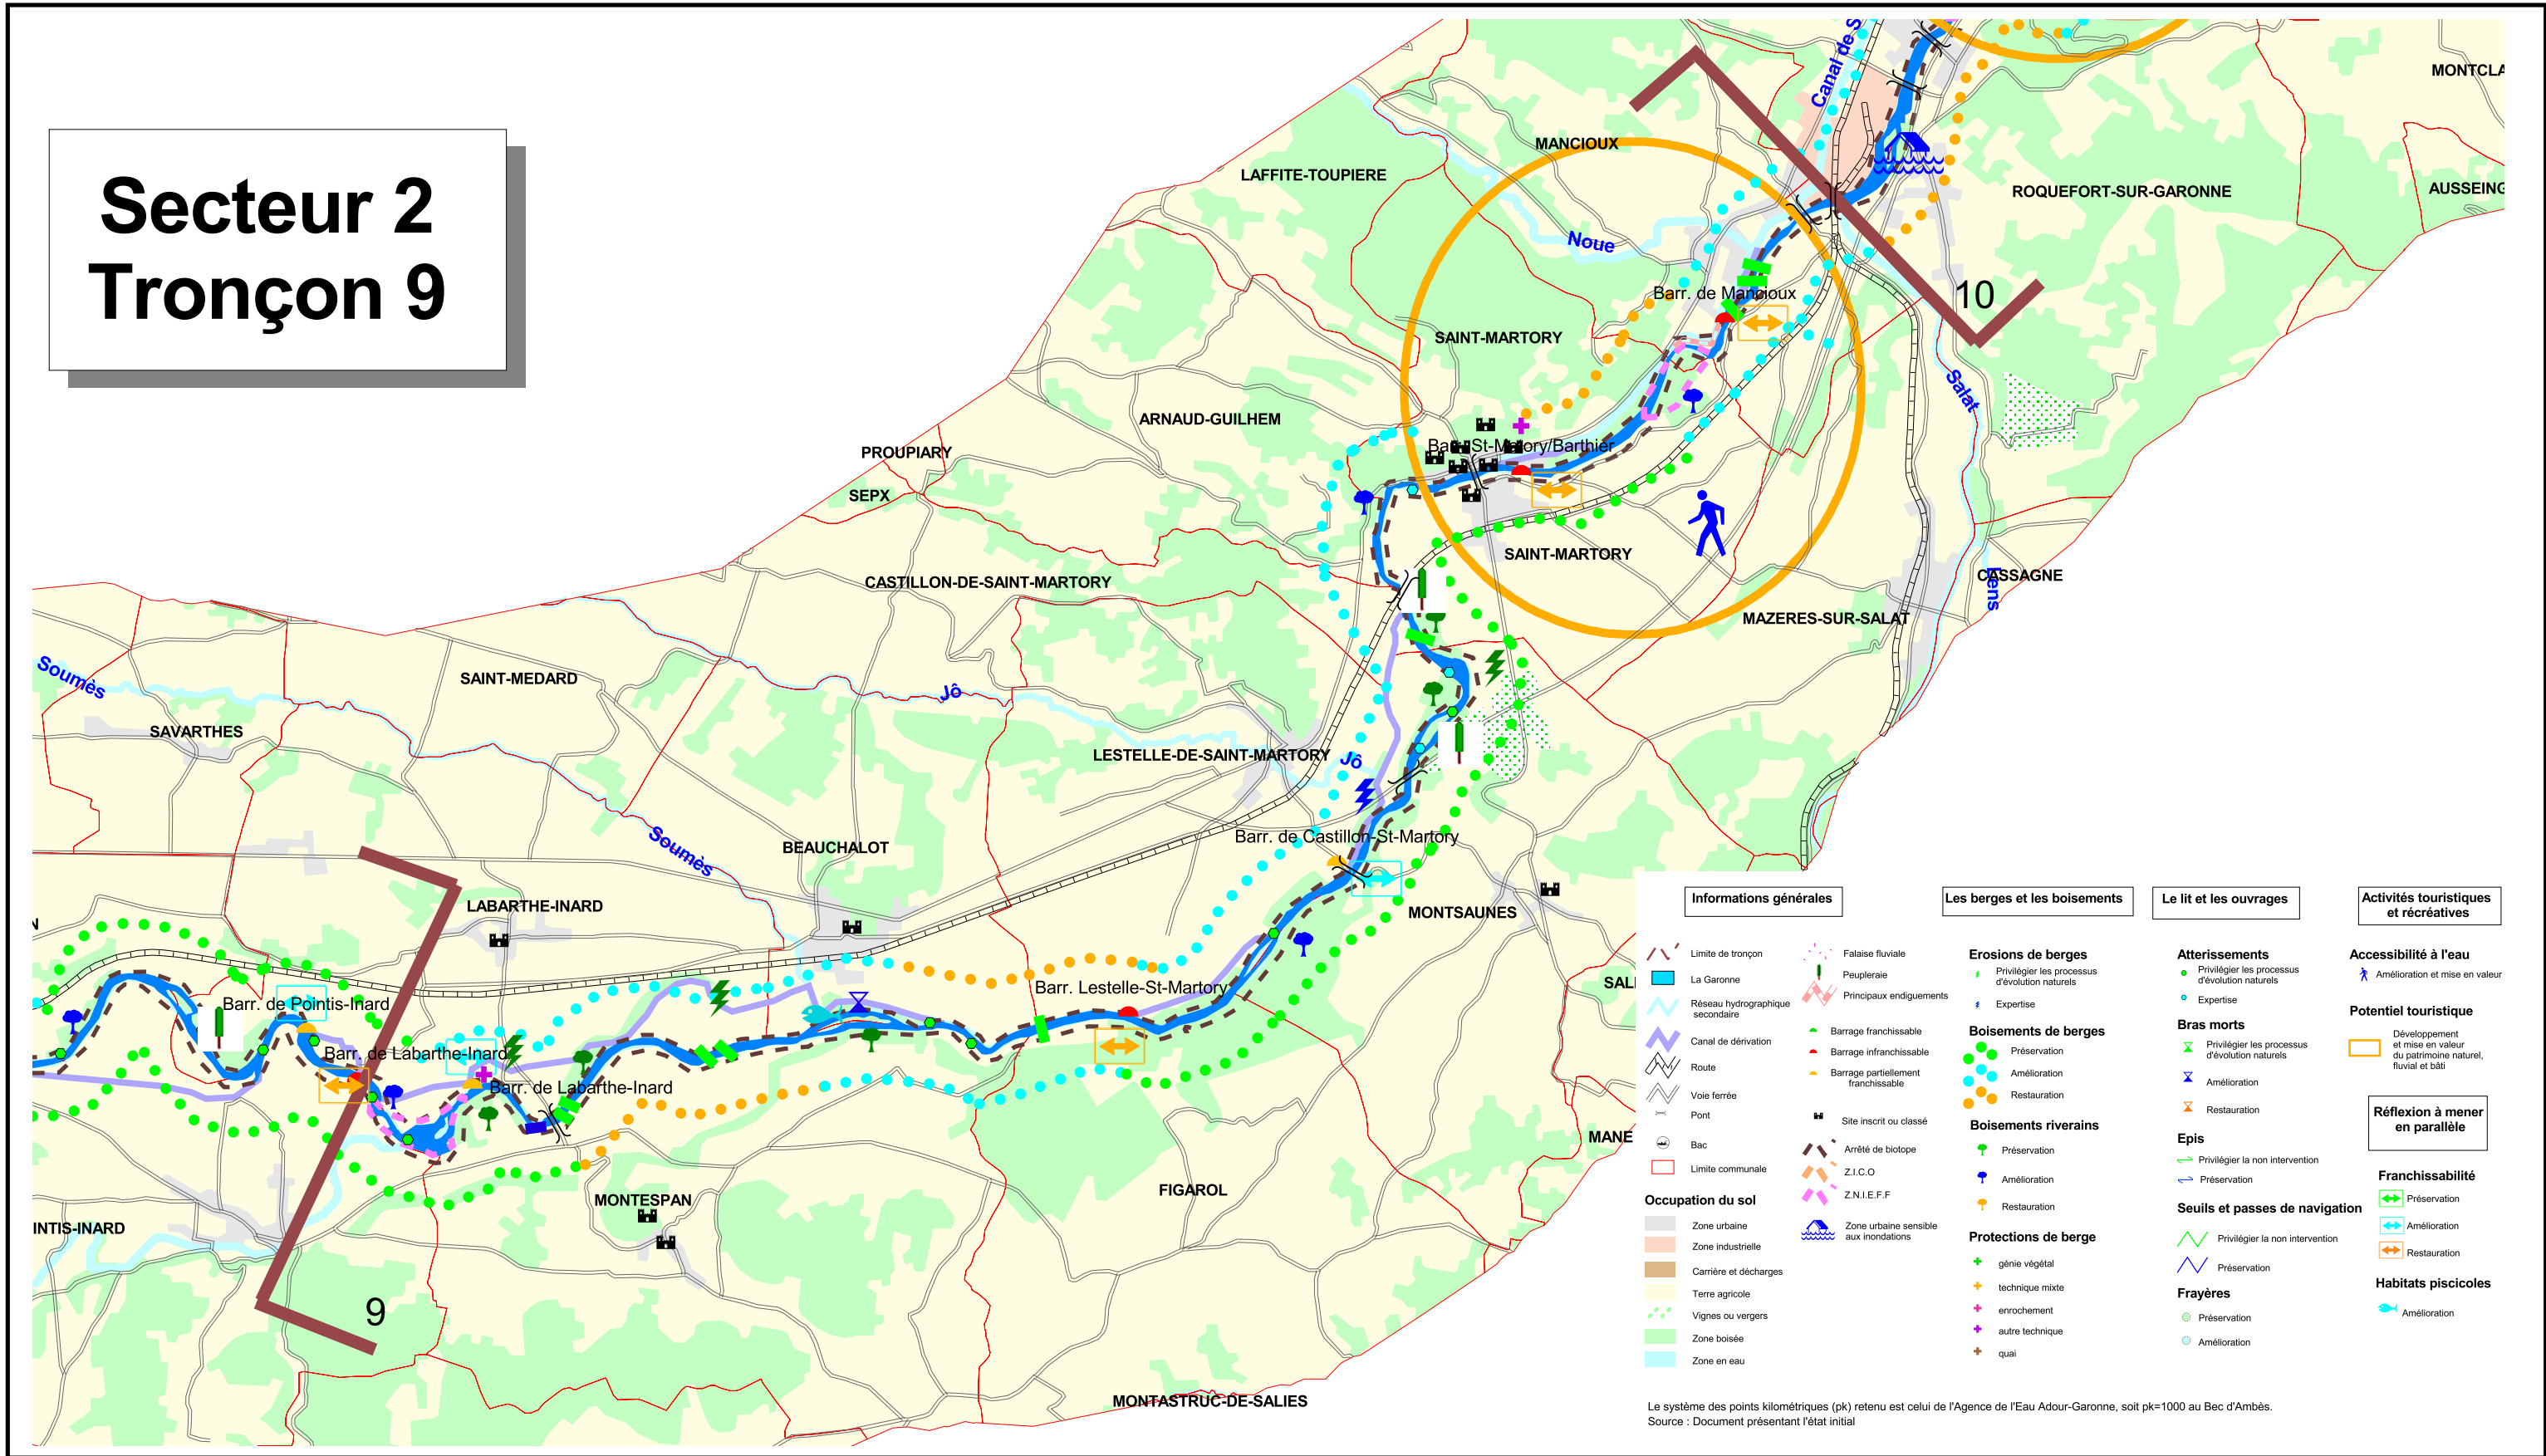 Secteur 2
Tronçon 9
Canal de S
MONTCLA
MANCIOUX
LAFFITE-TOUPIERE
ROQUEFORT-SUR-GARONNE
AUSSEING
Noue
10
Barr. de Mancioux
SAINT-MARTORY
Salat
ARNAUD-GUILHEM
PROUPIARY
Barr. St-Matory/Barthier
SEPX
SAINT-MARTORY
CASTILLON-DE-SAINT-MARTORY
CASSAGNE
Lens
MAZERES-SUR-SALAT
Soumès
SAINT-MEDARD
Jô
SAVARTHES
LESTELLE-DE-SAINT-MARTORY
Jô
Soumès
BEAUCHALOT
Barr. de Castillon-St-Martory
LABARTHE-INARD
MONTSAUNES
N
SALI
Barr. de Pointis-Inard
Barr. Lestelle-St-Martory
Barr. de Labarthe-Inard
Barr. de Labarthe-Inard
MANE
MONTESPAN
FIGAROL
INTIS-INARD
9
MONTASTRUC-DE-SALIES
Informations générales
Limite de tronçon
La Garonne
Réseau hydrographique
secondaire
Canal de dérivation
Route
Voie ferrée
Pont
Bac
Limite communale
Falaise fluviale
Peupleraie
Principaux endiguements
Barrage franchissable
Barrage infranchissable
Barrage partiellement
franchissable
Site inscrit ou classé
Arrêté de biotope
Z.I.C.O
Z.N.I.E.F.F
Zone urbaine sensible
aux inondations
Occupation du sol
Zone urbaine
Zone industrielle
Carrière et décharges
Terre agricole
Vignes ou vergers
Zone boisée
Zone en eau
Les berges et les boisements
Erosions de berges
Privilégier les processus
d'évolution naturels
Expertise
Boisements de berges
Préservation
Amélioration
Restauration
Boisements riverains
Préservation
Amélioration
Restauration
Protections de berge
génie végétal
technique mixte
enrochement
autre technique
quai
Le lit et les ouvrages
Atterissements
Privilégier les processus
d'évolution naturels
Expertise
Bras morts
Privilégier les processus
d'évolution naturels
Amélioration
Restauration
Epis
Privilégier la non intervention
Préservation
Seuils et passes de navigation
Privilégier la non intervention
Préservation
Frayères
Préservation
Amélioration
Activités touristiques
et récréatives
Accessibilité à l'eau
Amélioration et mise en valeur
Potentiel touristique
Développement
et mise en valeur
du patrimoine naturel,
fluvial et bâti
Réflexion à mener
en parallèle
Franchissabilité
Préservation
Amélioration
Restauration
Habitats piscicoles
Amélioration
Le système des points kilométriques (pk) retenu est celui de l'Agence de l'Eau Adour-Garonne, soit pk=1000 au Bec d'Ambès.
Source : Document présentant l'état initial